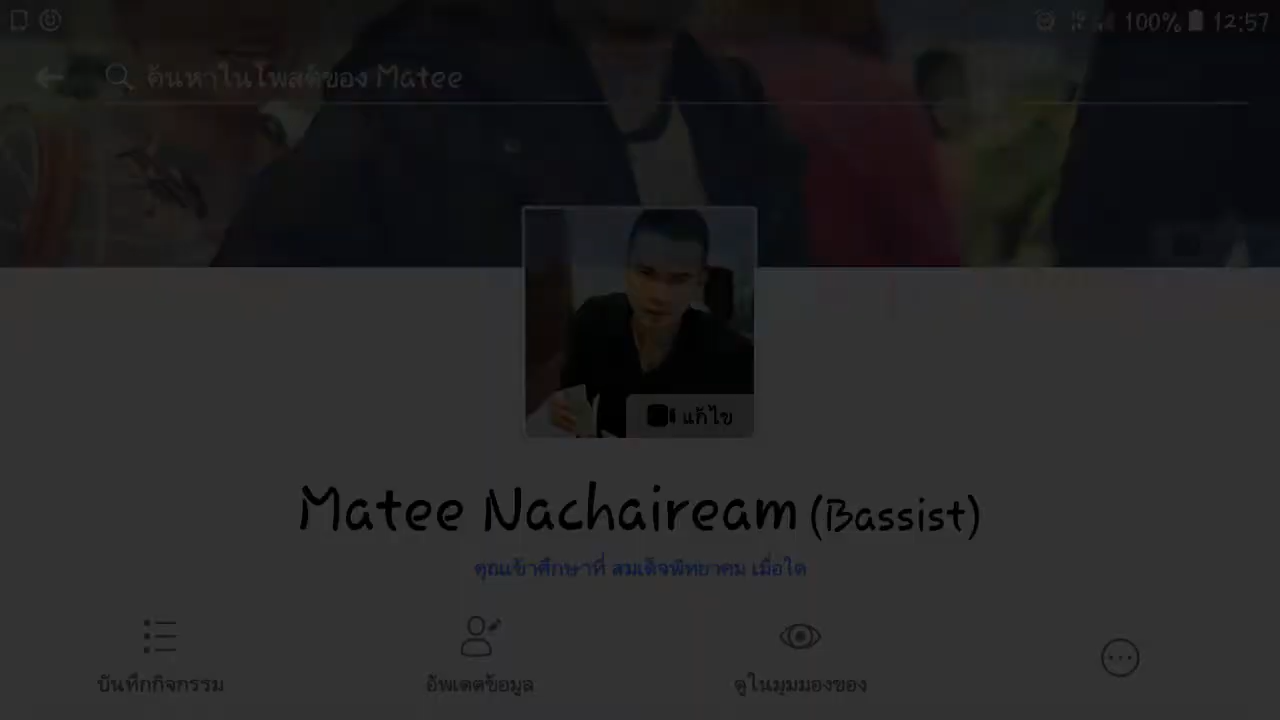 100% 12:57
ค้นหาในโพสต์ของ Matee
แก้ไข
Matee Nachaiream (Bassist)
คุณเข้าศึกษาที่ สมเด็จพิทยาคม เมื่อใด
บันทึกกิจกรรม
อัพเดตข้อมูล
ดูในมุมมองของ